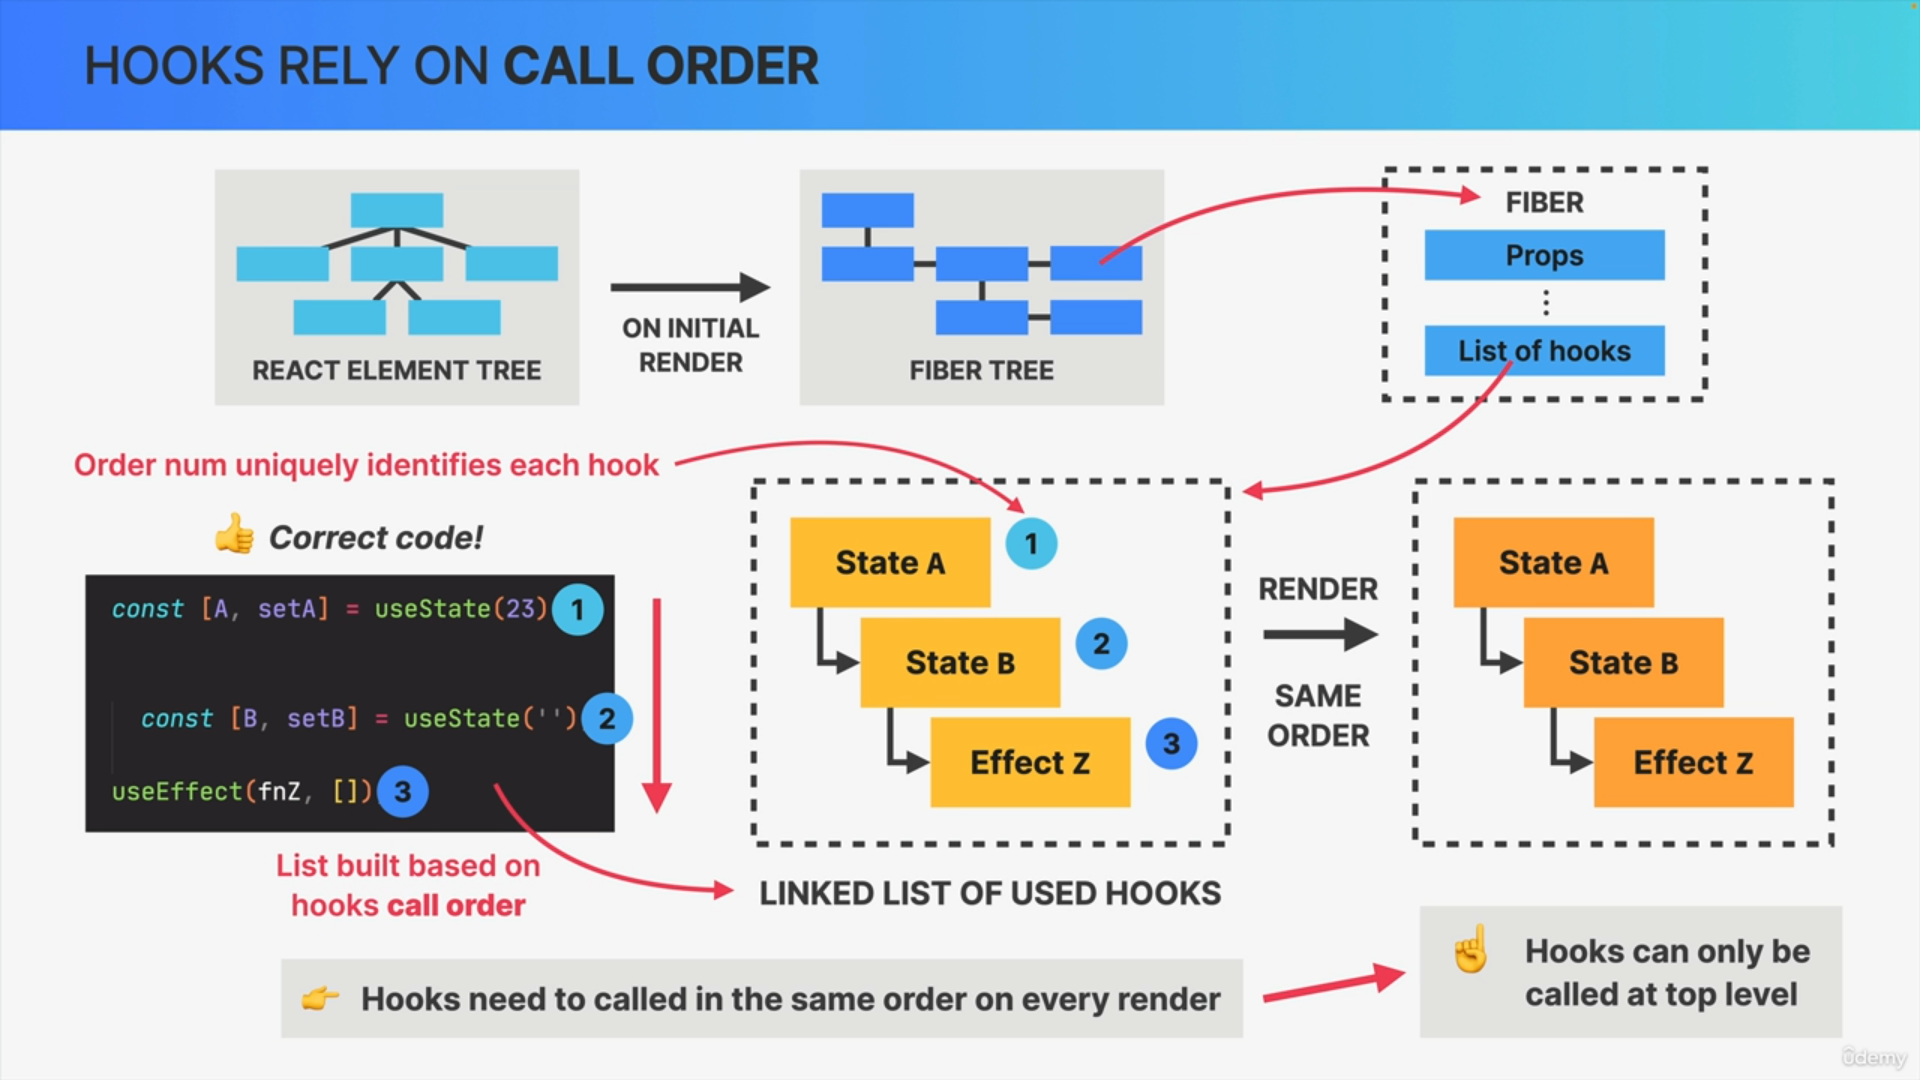 HOOKS RELY ON CALL ORDER
REACT ELEMENT TREE
ON INITIAL
RENDER
FIBER TREE
FIBER
Props
List of hooks
Order num uniquely identifies each hook
Correct code!
const [A, setA] = useState(23) 1
const [B, setB] = useState('') 2
useEffect(fnZ, []) 3
List built based on
hooks call order
State A 1
State B 2
Effect Z 3
LINKED LIST OF USED HOOKS
RENDER
SAME
ORDER
State A
State B
Effect Z
Hooks need to called in the same order on every render
Hooks can only be
called at top level
ûdemy